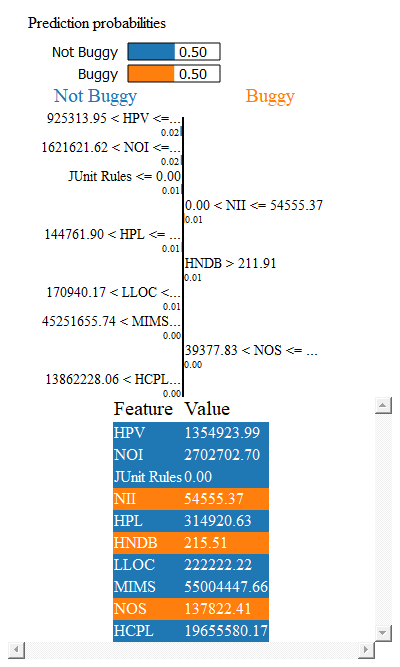 Prediction probabilities
Not Buggy 0.50
Buggy 0.50
Not Buggy Buggy
925313.95 < HPV <=...
0.02
1621621.62 < NOI <=...
0.02
JUnit Rules <= 0.00
0.01
0.00 < NII <= 54555.37
0.01
144761.90 < HPL <= ...
0.01
HNDB > 211.91
0.01
170940.17 < LLOC <...
0.01
45251655.74 < MIMS...
0.00
39377.83 < NOS <= ...
0.00
13862228.06 < HCPL...
0.00
Feature Value
HPV 1354923.99
NOI 2702702.70
JUnit Rules 0.00
NII 54555.37
HPL 314920.63
HNDB 215.51
LLOC 222222.22
MIMS 55004447.66
NOS 137822.41
HCPL 19655580.17